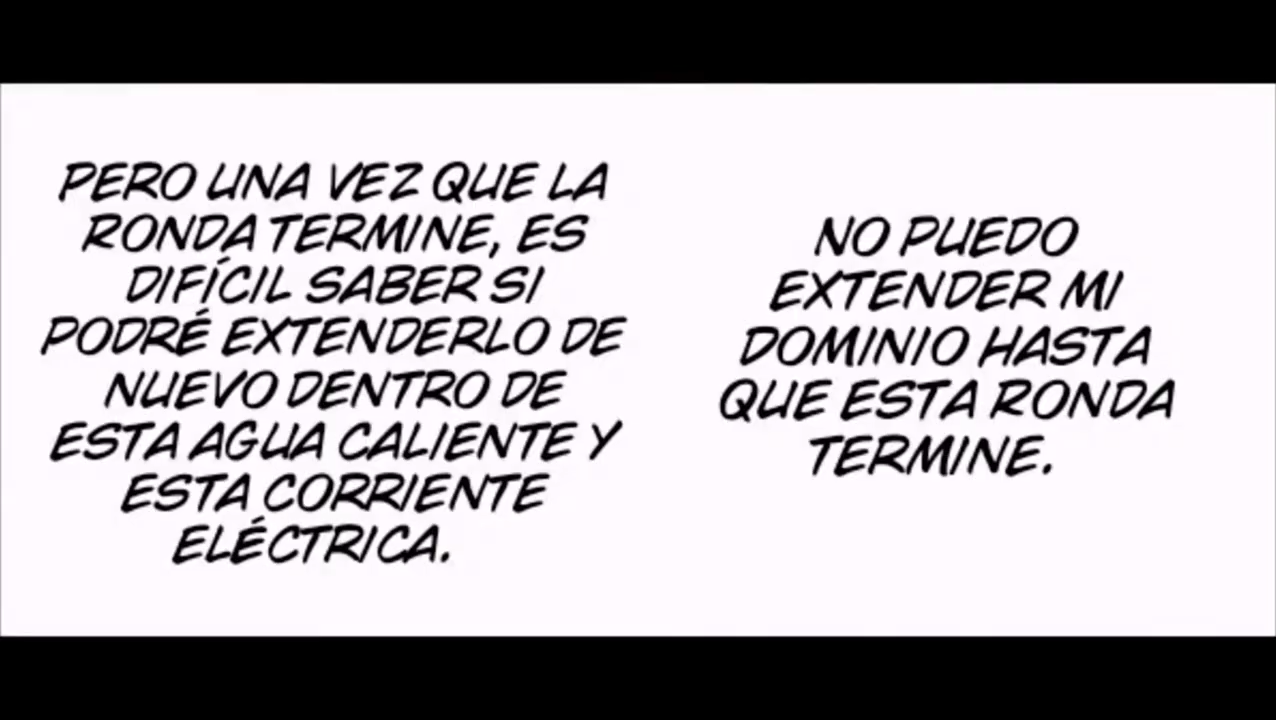 PERO UNA VEZ QUE LA
RONDA TERMINE, ES
DIFÍCIL SABER SI
PODRÉ EXTENDERLO DE
NUEVO DENTRO DE
ESTA AGUA CALIENTE Y
ESTA CORRIENTE
ELÉCTRICA.
NO PUEDO
EXTENDER MI
DOMINIO HASTA
QUE ESTA RONDA
TERMINE.